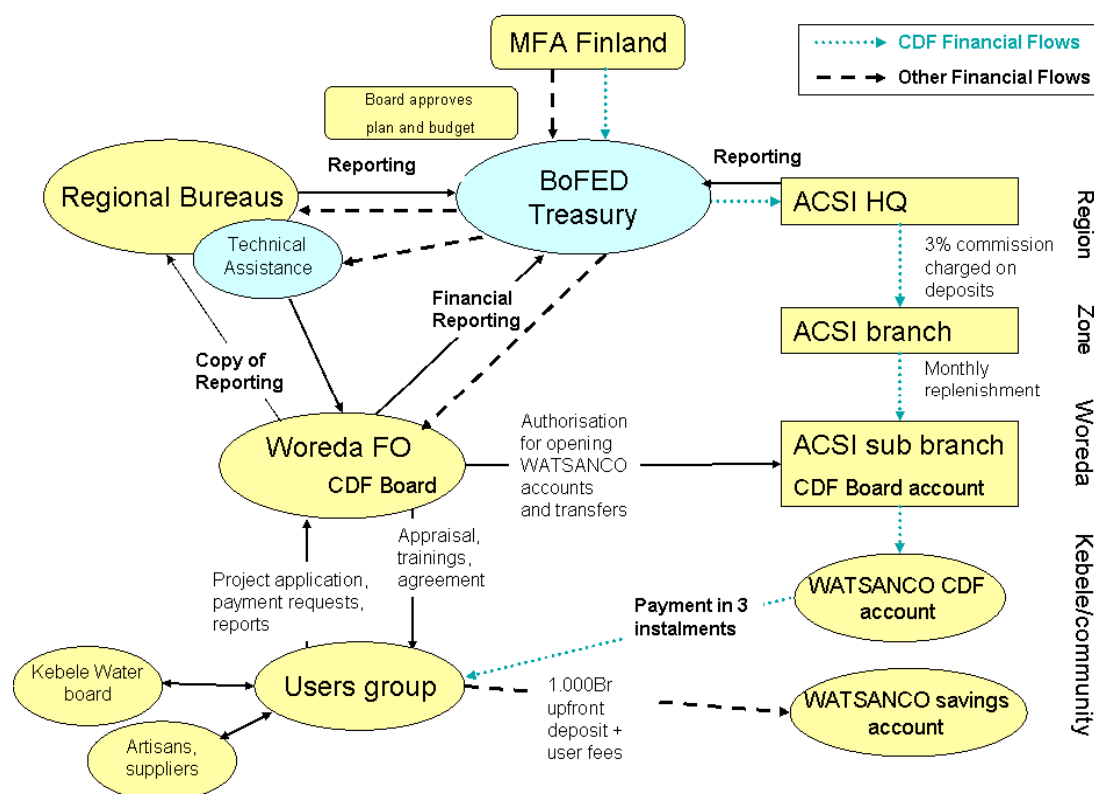 MFA Finland
CDF Financial Flows
Other Financial Flows
Board approves
plan and budget
Reporting
Regional Bureaus
BoFED
Treasury
Reporting
ACSI HQ
Region
Technical
Assistance
3% commission
charged on
deposits
Financial
Reporting
ACSI branch
Zone
Copy of
Reporting
Monthly
replenishment
Woreda FO
CDF Board
Authorisation
for opening
WATSANCO
accounts
and transfers
ACSI sub branch
CDF Board account
Woreda
Project application,
payment requests,
reports
Appraisal,
trainings,
agreement
Payment in 3
instalments
WATSANCO CDF
account
Kebele/community
Kebele Water
board
Users group
1.000Br
upfront
deposit +
user fees
WATSANCO savings
account
Artisans,
suppliers